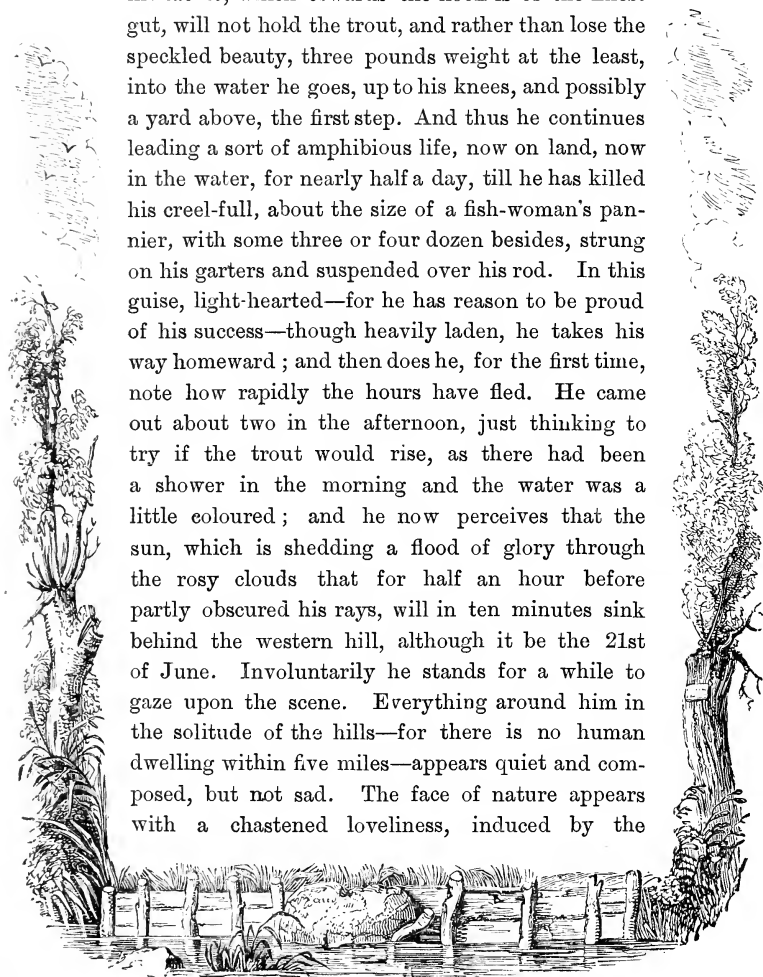 gut, will not hold the trout, and rather than lose the
speckled beauty, three pounds weight at the least,
into the water he goes, up to his knees, and possibly
a yard above, the first step. And thus he continues
leading a sort of amphibious life, now on land, now
in the water, for nearly half a day, till he has killed
his creel-full, about the size of a fish-woman's pan-
nier, with some three or four dozen besides, strung
on his garters and suspended over his rod. In this
guise, light-hearted—for he has reason to be proud
of his success—though heavily laden, he takes his
way homeward ; and then does he, for the first time,
note how rapidly the hours have fled. He came
out about two in the afternoon, just thinking to
try if the trout would rise, as there had been
a shower in the morning and the water was a
little coloured ; and he now perceives that the
sun, which is shedding a flood of glory through
the rosy clouds that for half an hour before
partly obscured his rays, will in ten minutes sink
behind the western hill, although it be the 21st
of June. Involuntarily he stands for a while to
gaze upon the scene. Everything around him in
the solitude of the hills—for there is no human
dwelling within five miles—appears quiet and com-
posed, but not sad. The face of nature appears
with a chastened loveliness, induced by the